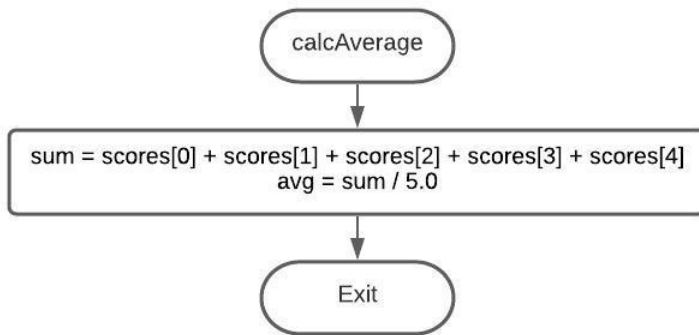 calcAverage
sum = scores[0] + scores[1] + scores[2] + scores[3] + scores[4]
avg = sum / 5.0
Exit